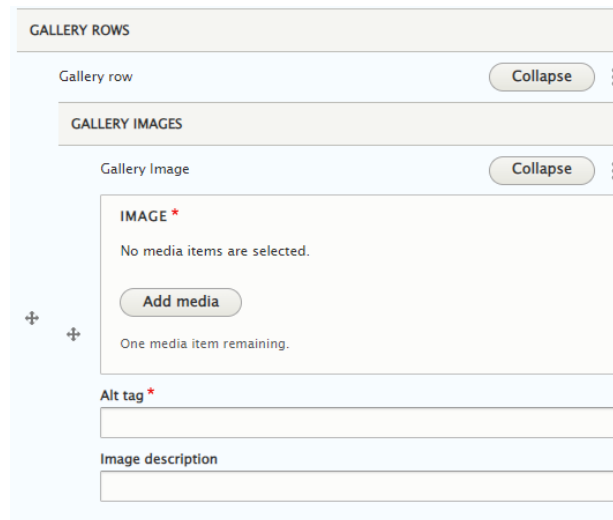 GALLERY ROWS
Gallery row
Collapse
GALLERY IMAGES
Gallery Image
Collapse
IMAGE *
No media items are selected.
Add media
One media item remaining.
Alt tag *
Image description